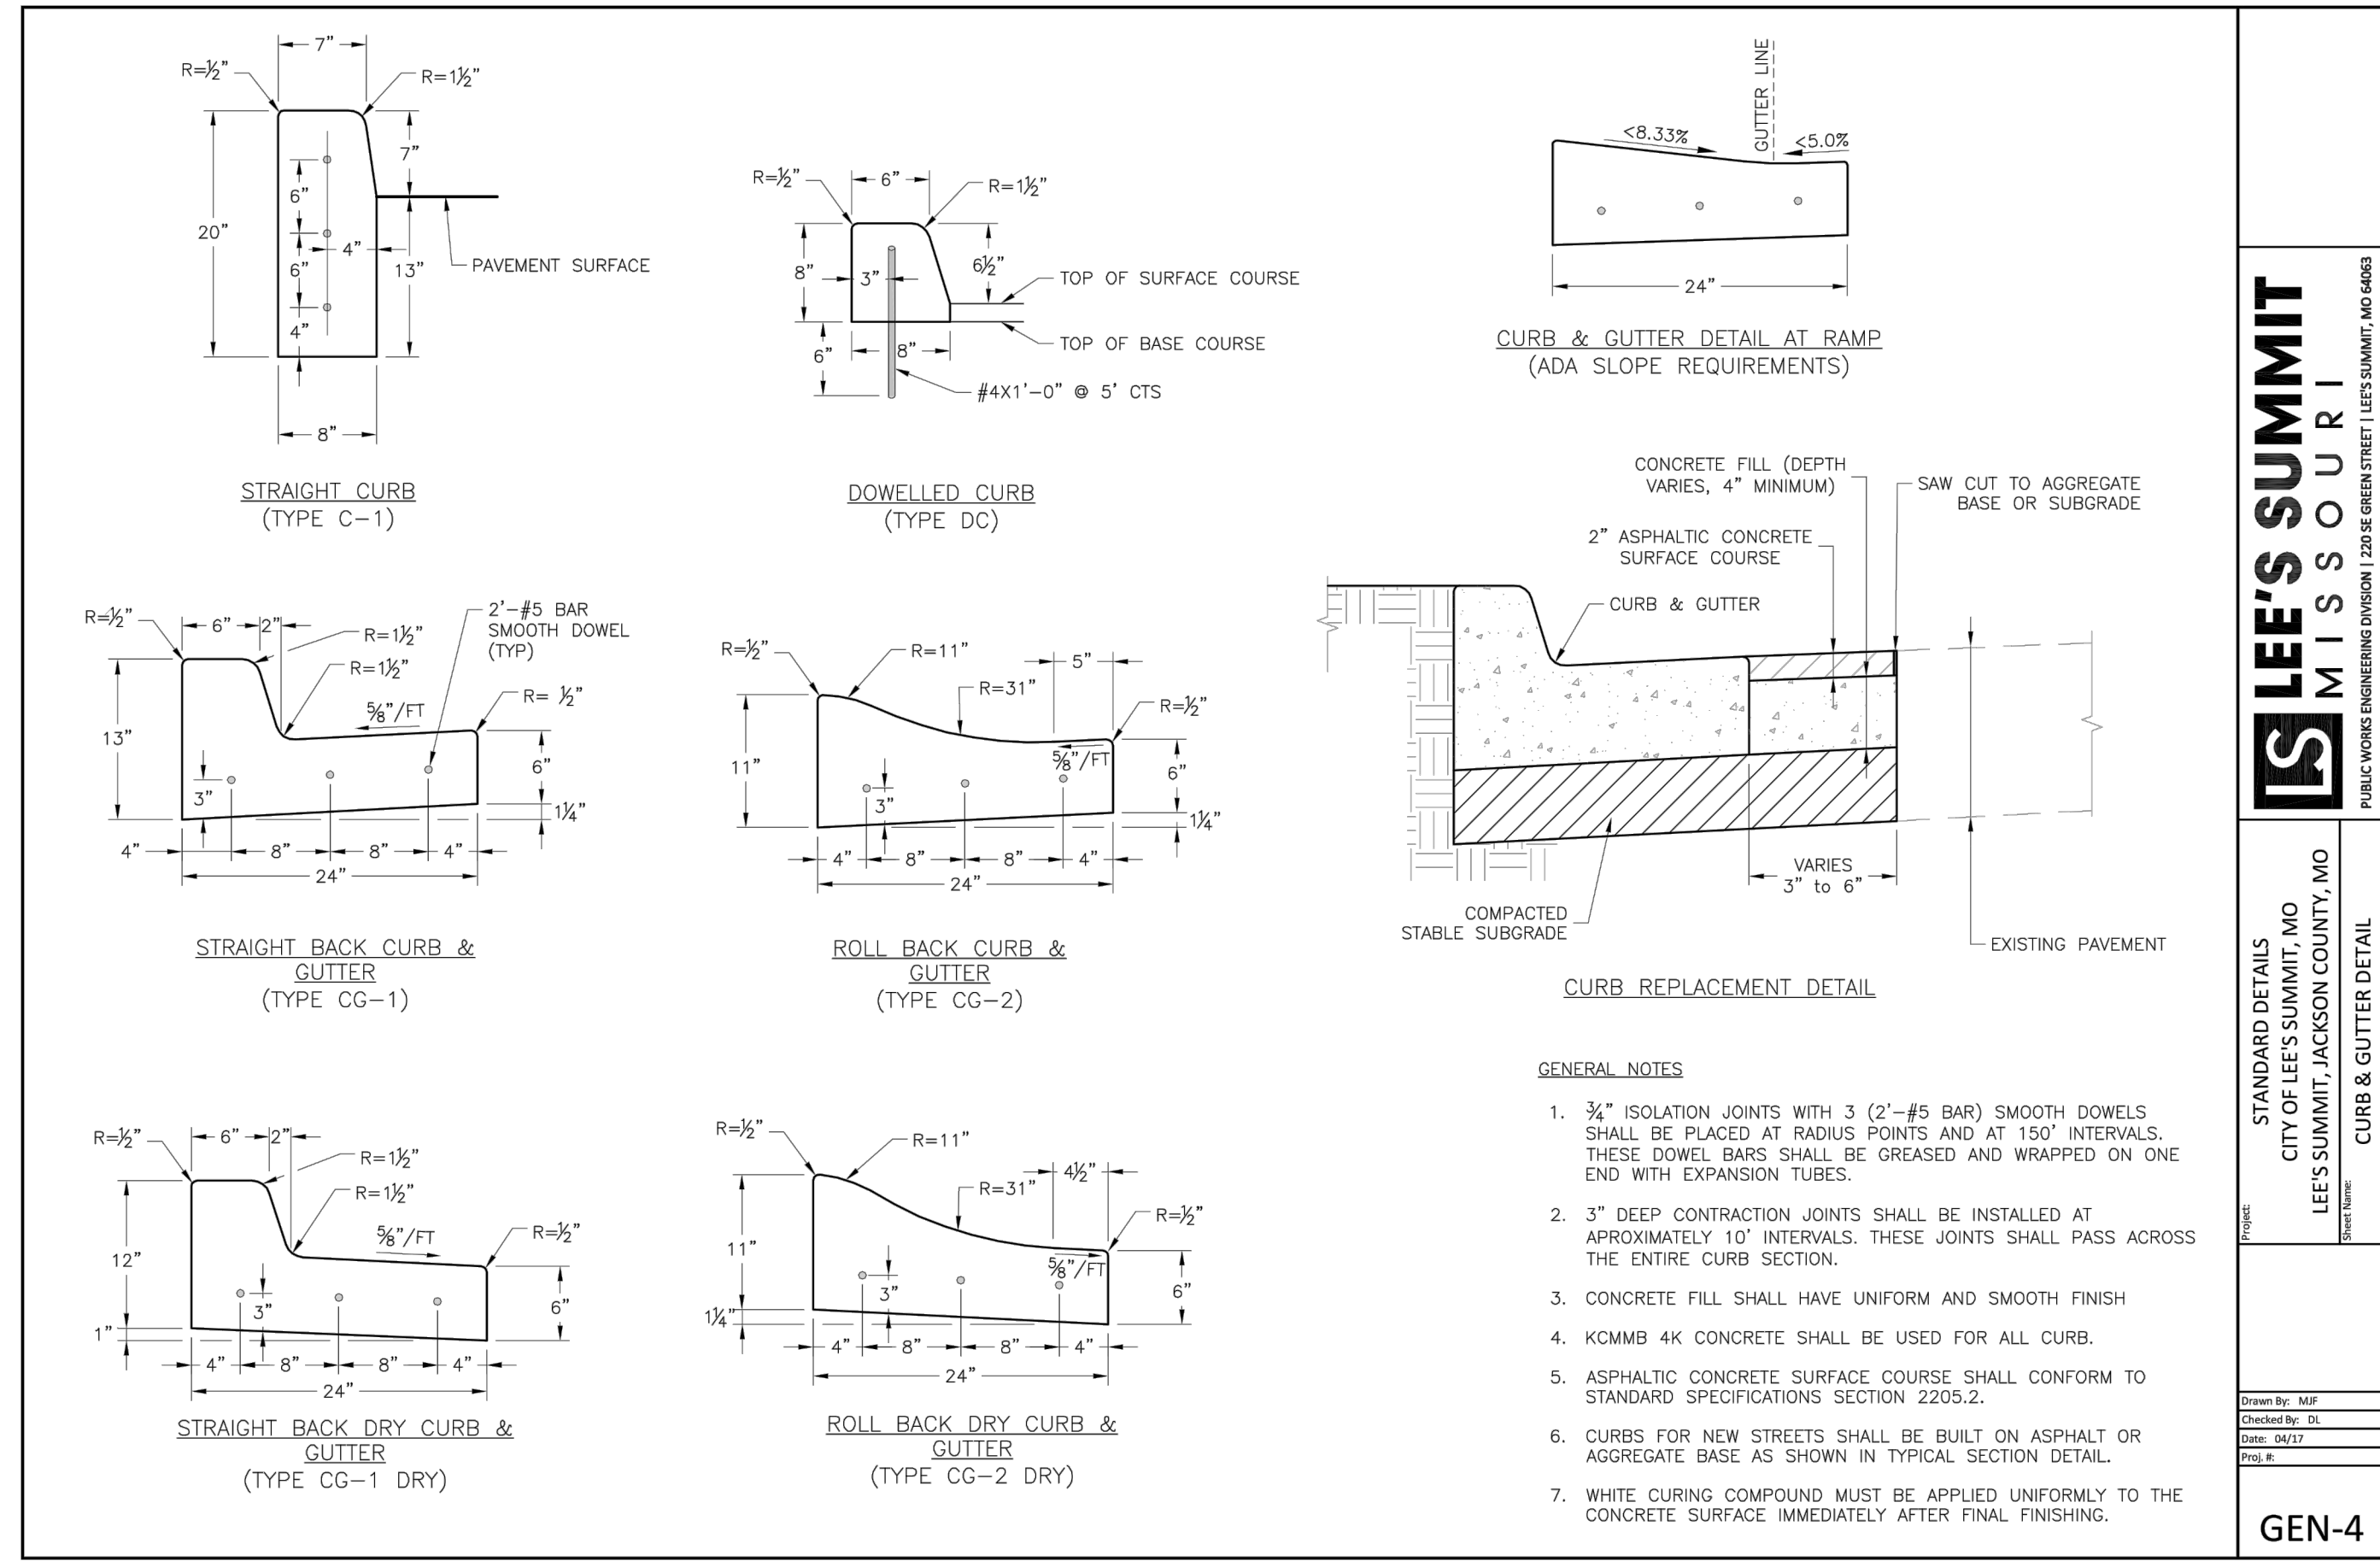 7”
R=½”
R=1½”
7”
6”
20”
4”
6”
13”
PAVEMENT SURFACE
4”
8”
STRAIGHT CURB
(TYPE C-1)
R=½”
6”
R=1½”
8”
3”
6½”
TOP OF SURFACE COURSE
TOP OF BASE COURSE
6”
8”
#4X1'-0” @ 5' CTS
DOWELLED CURB
(TYPE DC)
GUTTER LINE
<8.33%
<5.0%
24”
CURB & GUTTER DETAIL AT RAMP
(ADA SLOPE REQUIREMENTS)
R=½”
6”
2”
R=1½”
R=1½”
2'-#5 BAR
SMOOTH DOWEL
(TYP)
⅝”/FT
R= ½”
13”
6”
3”
1¼”
4”
8”
8”
4”
24”
STRAIGHT BACK CURB &
GUTTER
(TYPE CG-1)
R=½”
R=11”
R=31”
5”
R=½”
⅝”/FT
11”
6”
3”
1¼”
4”
8”
8”
4”
24”
ROLL BACK CURB &
GUTTER
(TYPE CG-2)
CONCRETE FILL (DEPTH
VARIES, 4” MINIMUM)
SAW CUT TO AGGREGATE
BASE OR SUBGRADE
2” ASPHALTIC CONCRETE
SURFACE COURSE
CURB & GUTTER
VARIES
3” to 6”
COMPACTED
STABLE SUBGRADE
EXISTING PAVEMENT
CURB REPLACEMENT DETAIL
R=½”
6”
2”
R=1½”
R=1½”
⅝”/FT
R=½”
12”
3”
6”
1”
4”
8”
8”
4”
24”
STRAIGHT BACK DRY CURB &
GUTTER
(TYPE CG-1 DRY)
R=½”
R=11”
R=31”
4½”
R=½”
⅝”/FT
11”
3”
6”
1¼”
4”
8”
8”
4”
24”
ROLL BACK DRY CURB &
GUTTER
(TYPE CG-2 DRY)
GENERAL NOTES
1. ¾” ISOLATION JOINTS WITH 3 (2'-#5 BAR) SMOOTH DOWELS
SHALL BE PLACED AT RADIUS POINTS AND AT 150' INTERVALS.
THESE DOWEL BARS SHALL BE GREASED AND WRAPPED ON ONE
END WITH EXPANSION TUBES.
2. 3” DEEP CONTRACTION JOINTS SHALL BE INSTALLED AT
APROXIMATELY 10' INTERVALS. THESE JOINTS SHALL PASS ACROSS
THE ENTIRE CURB SECTION.
3. CONCRETE FILL SHALL HAVE UNIFORM AND SMOOTH FINISH
4. KCMMB 4K CONCRETE SHALL BE USED FOR ALL CURB.
5. ASPHALTIC CONCRETE SURFACE COURSE SHALL CONFORM TO
STANDARD SPECIFICATIONS SECTION 2205.2.
6. CURBS FOR NEW STREETS SHALL BE BUILT ON ASPHALT OR
AGGREGATE BASE AS SHOWN IN TYPICAL SECTION DETAIL.
7. WHITE CURING COMPOUND MUST BE APPLIED UNIFORMLY TO THE
CONCRETE SURFACE IMMEDIATELY AFTER FINAL FINISHING.
LS LEE'S SUMMIT
MISSOURI
PUBLIC WORKS ENGINEERING DIVISION | 220 SE GREEN STREET | LEE'S SUMMIT, MO 64063
Project:
STANDARD DETAILS
CITY OF LEE'S SUMMIT, MO
LEE'S SUMMIT, JACKSON COUNTY, MO
Sheet Name:
CURB & GUTTER DETAIL
Drawn By: MJF
Checked By: DL
Date: 04/17
Proj. #:
GEN-4